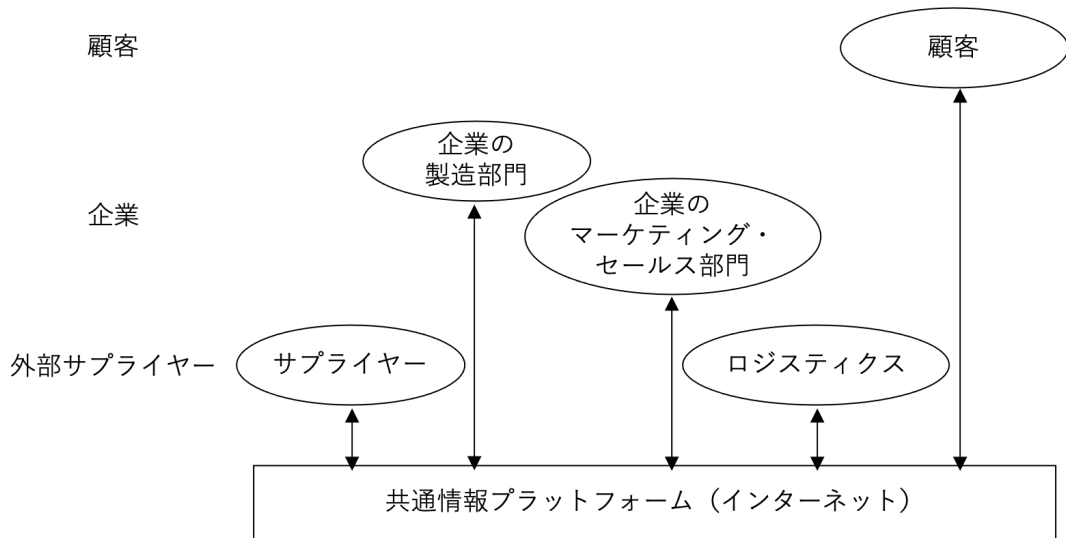 顧客
顧客
企業の
製造部門
企業
企業の
マーケティング・
セールス部門
外部サプライヤー
サプライヤー
ロジスティクス
共通情報プラットフォーム（インターネット）